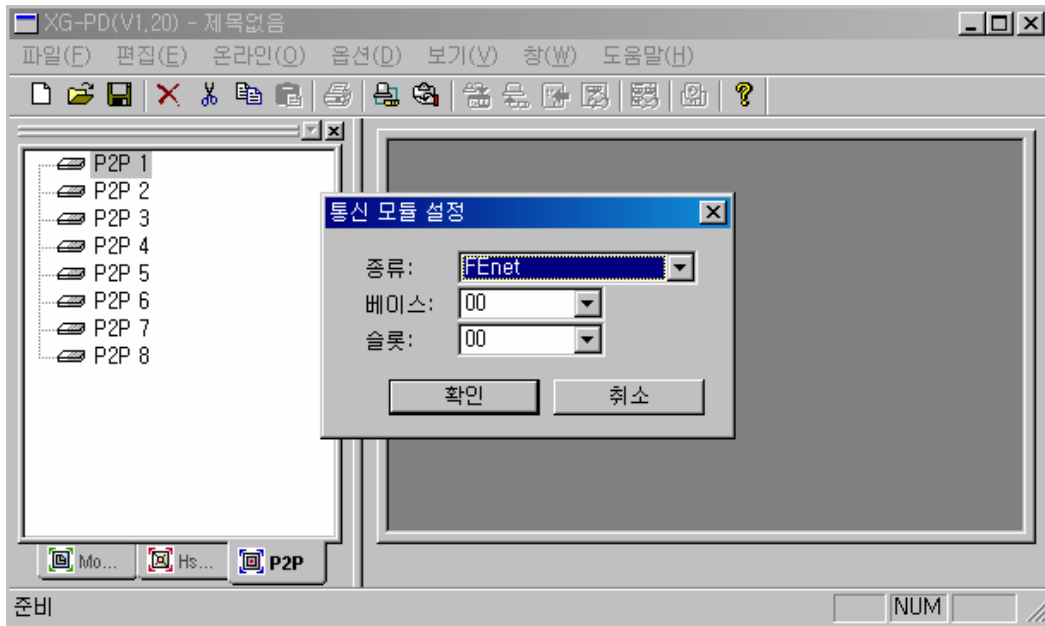 XG-PD(V1,20) - 제목없음
파일(F) 편집(E) 온라인(O) 옵션(D) 보기(V) 창(W) 도움말(H)
P2P 1
P2P 2
P2P 3
P2P 4
P2P 5
P2P 6
P2P 7
P2P 8
통신 모듈 설정
종류: FEnet
베이스: 00
슬롯: 00
확인 취소
Mo... Hs... P2P
준비 NUM